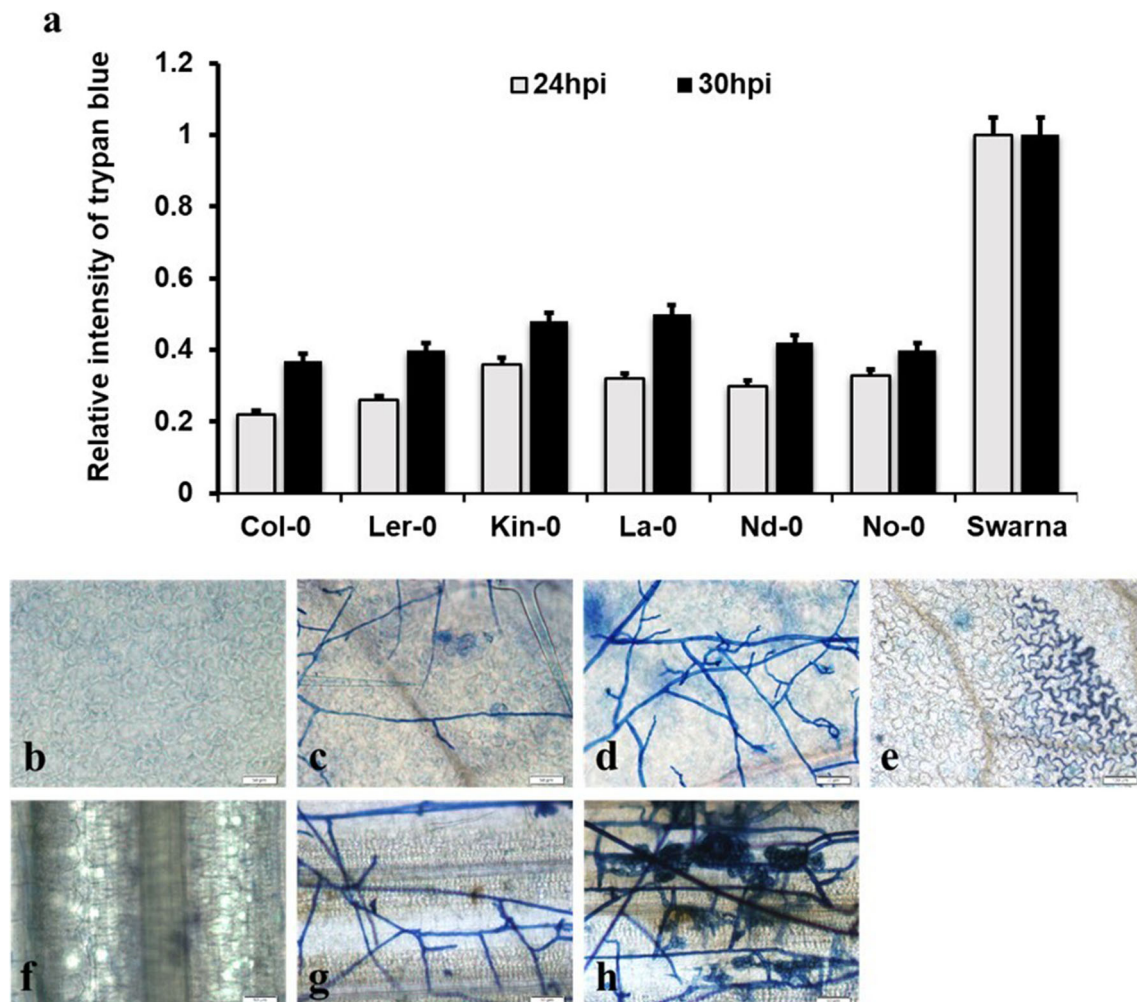 a
Relative intensity of trypan blue
1.2
1
0.8
0.6
0.4
0.2
0
24hpi 30hpi
Col-0 Ler-0 Kin-0 La-0 Nd-0 No-0 Swarna
b
c
d
e
f
g
h